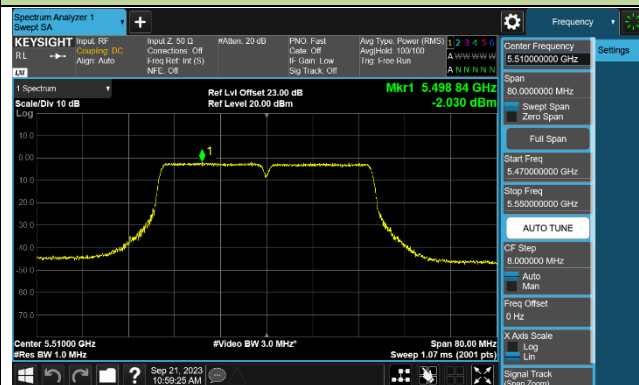 Spectrum Analyzer 1
Swept SA
Frequency
KEYSIGHT
Input: RF
Coupling: DC
Align: Auto
Input Z: 50 Ω
Corrections: Off
Freq Ref: Int (S)
NFE: Off
#Atten: 20 dB
PNO: Fast
Gate: Off
IF Gain: Low
Sig Track: Off
Avg Type: Power (RMS)
Avg|Hold: 100/100
Trig: Free Run
1 2 3 4 5 6
A W W W W W
A N N N N N
RL
LXI
1 Spectrum
Scale/Div 10 dB
Log
Ref Lvl Offset 23.00 dB
Ref Level 20.00 dBm
Mkr1 5.498 84 GHz
-2.030 dBm
10.0
0.00
-10.0
-20.0
-30.0
-40.0
-50.0
-60.0
-70.0
1
Center 5.51000 GHz
#Res BW 1.0 MHz
#Video BW 3.0 MHz*
Span 80.00 MHz
Sweep 1.07 ms (2001 pts)
Sep 21, 2023
10:59:25 AM
Center Frequency
5.510000000 GHz
Settings
Span
80.0000000 MHz
Swept Span
Zero Span
Full Span
Start Freq
5.470000000 GHz
Stop Freq
5.550000000 GHz
AUTO TUNE
CF Step
8.000000 MHz
Auto
Man
Freq Offset
0 Hz
X Axis Scale
Log
Lin
Signal Track
(Span Zoom)